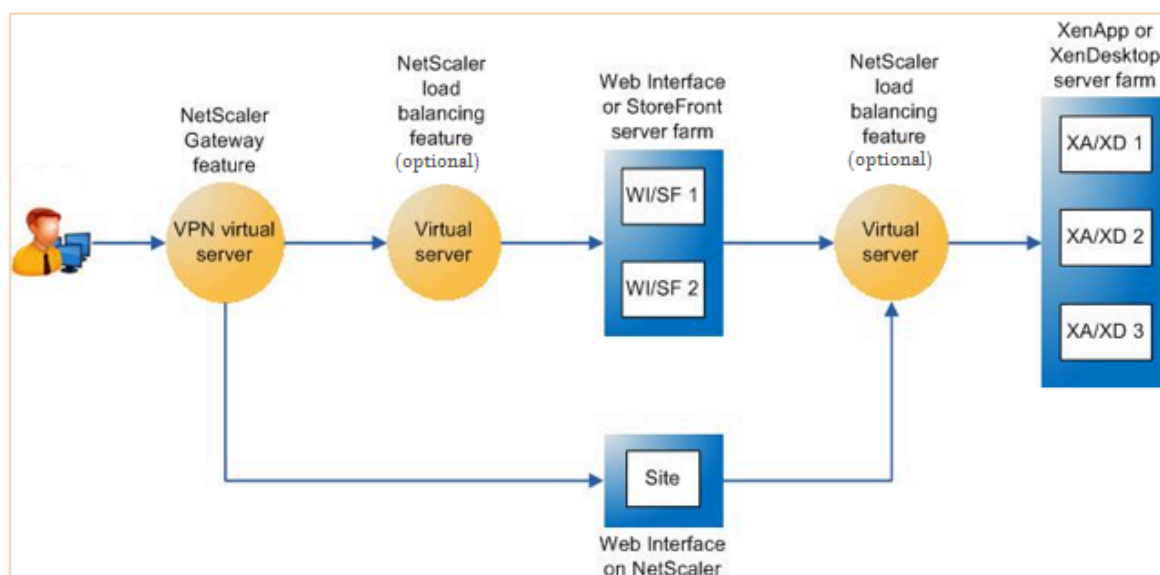 NetScaler
Gateway
feature
VPN virtual
server
NetScaler
load
balancing
feature
(optional)
Virtual
server
Web Interface
or StoreFront
server farm
WI/SF 1
WI/SF 2
NetScaler
load
balancing
feature
(optional)
Virtual
server
XenApp or
XenDesktop
server farm
XA/XD 1
XA/XD 2
XA/XD 3
Site
Web Interface
on NetScaler